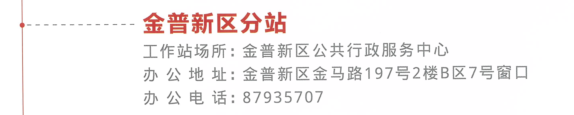 金普新区分站
工作站场所：金普新区公共行政服务中心
办公地址：金普新区金马路197号2楼B区7号窗口
办公电话：87935707